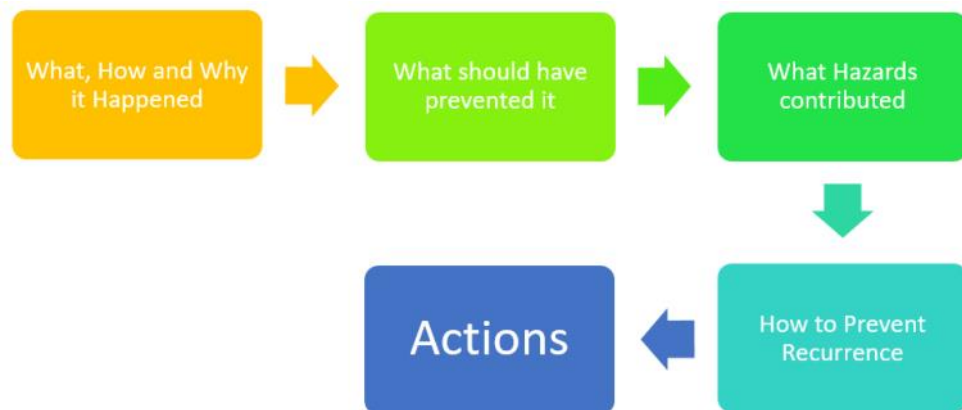 What, How and Why
it Happened
What should have
prevented it
What Hazards
contributed
How to Prevent
Recurrence
Actions